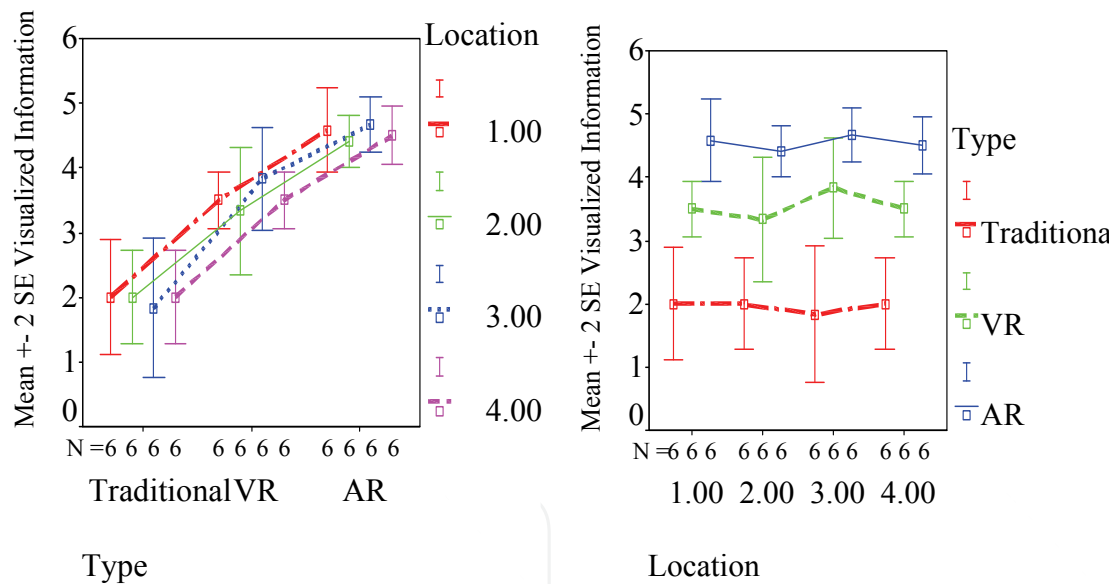 Mean +- 2 SE Visualized Information
6
5
4
3
2
1
0
N =6 6 6 6 6 6 6 6 6 6 6 6
Traditional VR AR
Type
Location
1.00
2.00
3.00
4.00
Mean +- 2 SE Visualized Information
6
5
4
3
2
1
0
N =6 6 6 6 6 6 6 6 6 6 6 6
1.00 2.00 3.00 4.00
Location
Type
Traditiona
VR
AR